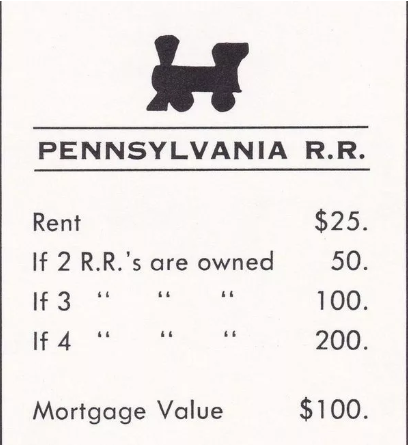 PENNSYLVANIA R.R.
Rent $25.
If 2 R.R.'s are owned 50.
If 3 “ “ “ 100.
If 4 “ “ “ 200.
Mortgage Value $100.